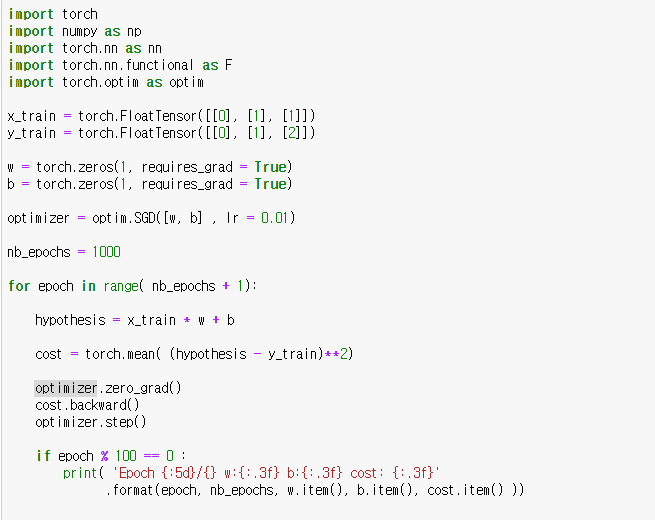 import torch
import numpy as np
import torch.nn as nn
import torch.nn.functional as F
import torch.optim as optim

x_train = torch.FloatTensor([[0], [1], [1]])
y_train = torch.FloatTensor([[0], [1], [2]])

w = torch.zeros(1, requires_grad = True)
b = torch.zeros(1, requires_grad = True)

optimizer = optim.SGD([w, b] , lr = 0.01)

nb_epochs = 1000

for epoch in range( nb_epochs + 1):

    hypothesis = x_train * w + b

    cost = torch.mean( (hypothesis - y_train)**2)

    optimizer.zero_grad()
    cost.backward()
    optimizer.step()

    if epoch % 100 == 0 :
        print( 'Epoch {:5d}/{} w:{:.3f} b:{:.3f} cost: {:.3f}'
              .format(epoch, nb_epochs, w.item(), b.item(), cost.item() ))